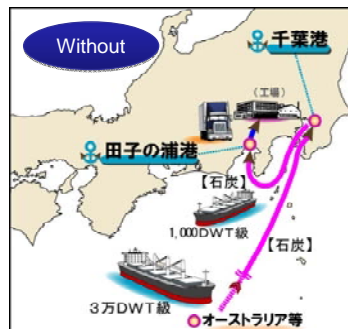 Without
千葉港
（工場）
田子の浦港
【石炭】
1,000DWT級
【石炭】
3万DWT級
オーストラリア等